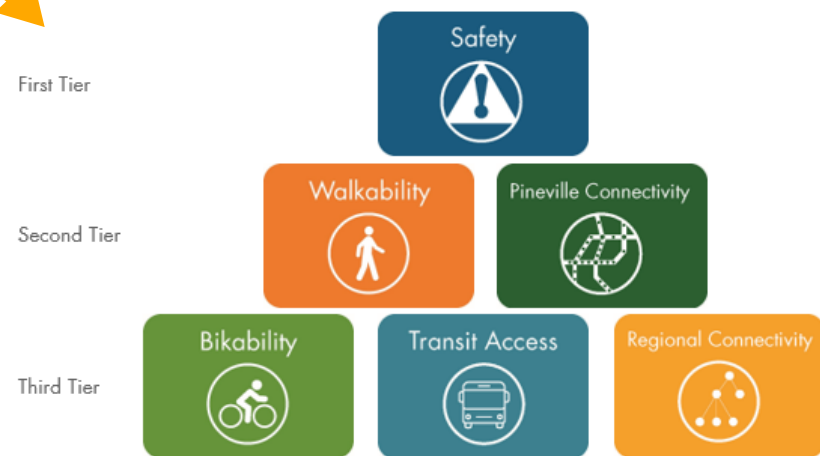 First Tier
Safety
Second Tier
Walkability
Pineville Connectivity
Third Tier
Bikability
Transit Access
Regional Connectivity